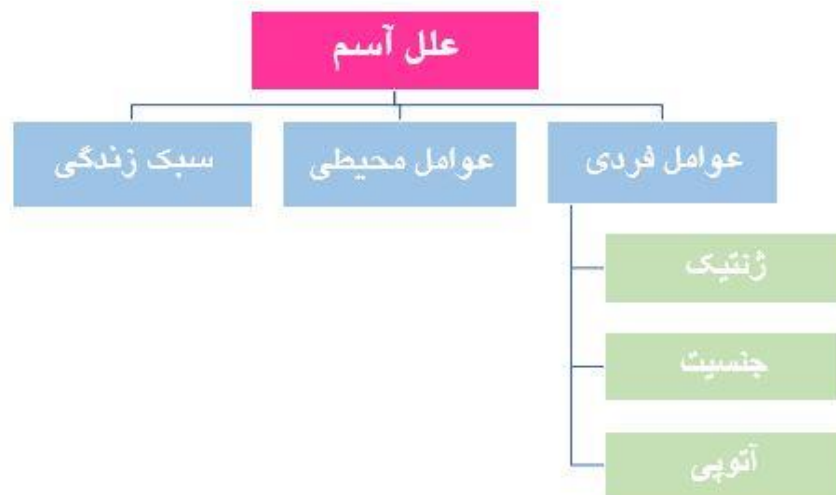 علل آسم
عوامل فردی
عوامل محیطی
سبک زندگی
ژنتیک
جنسیت
آتوپی